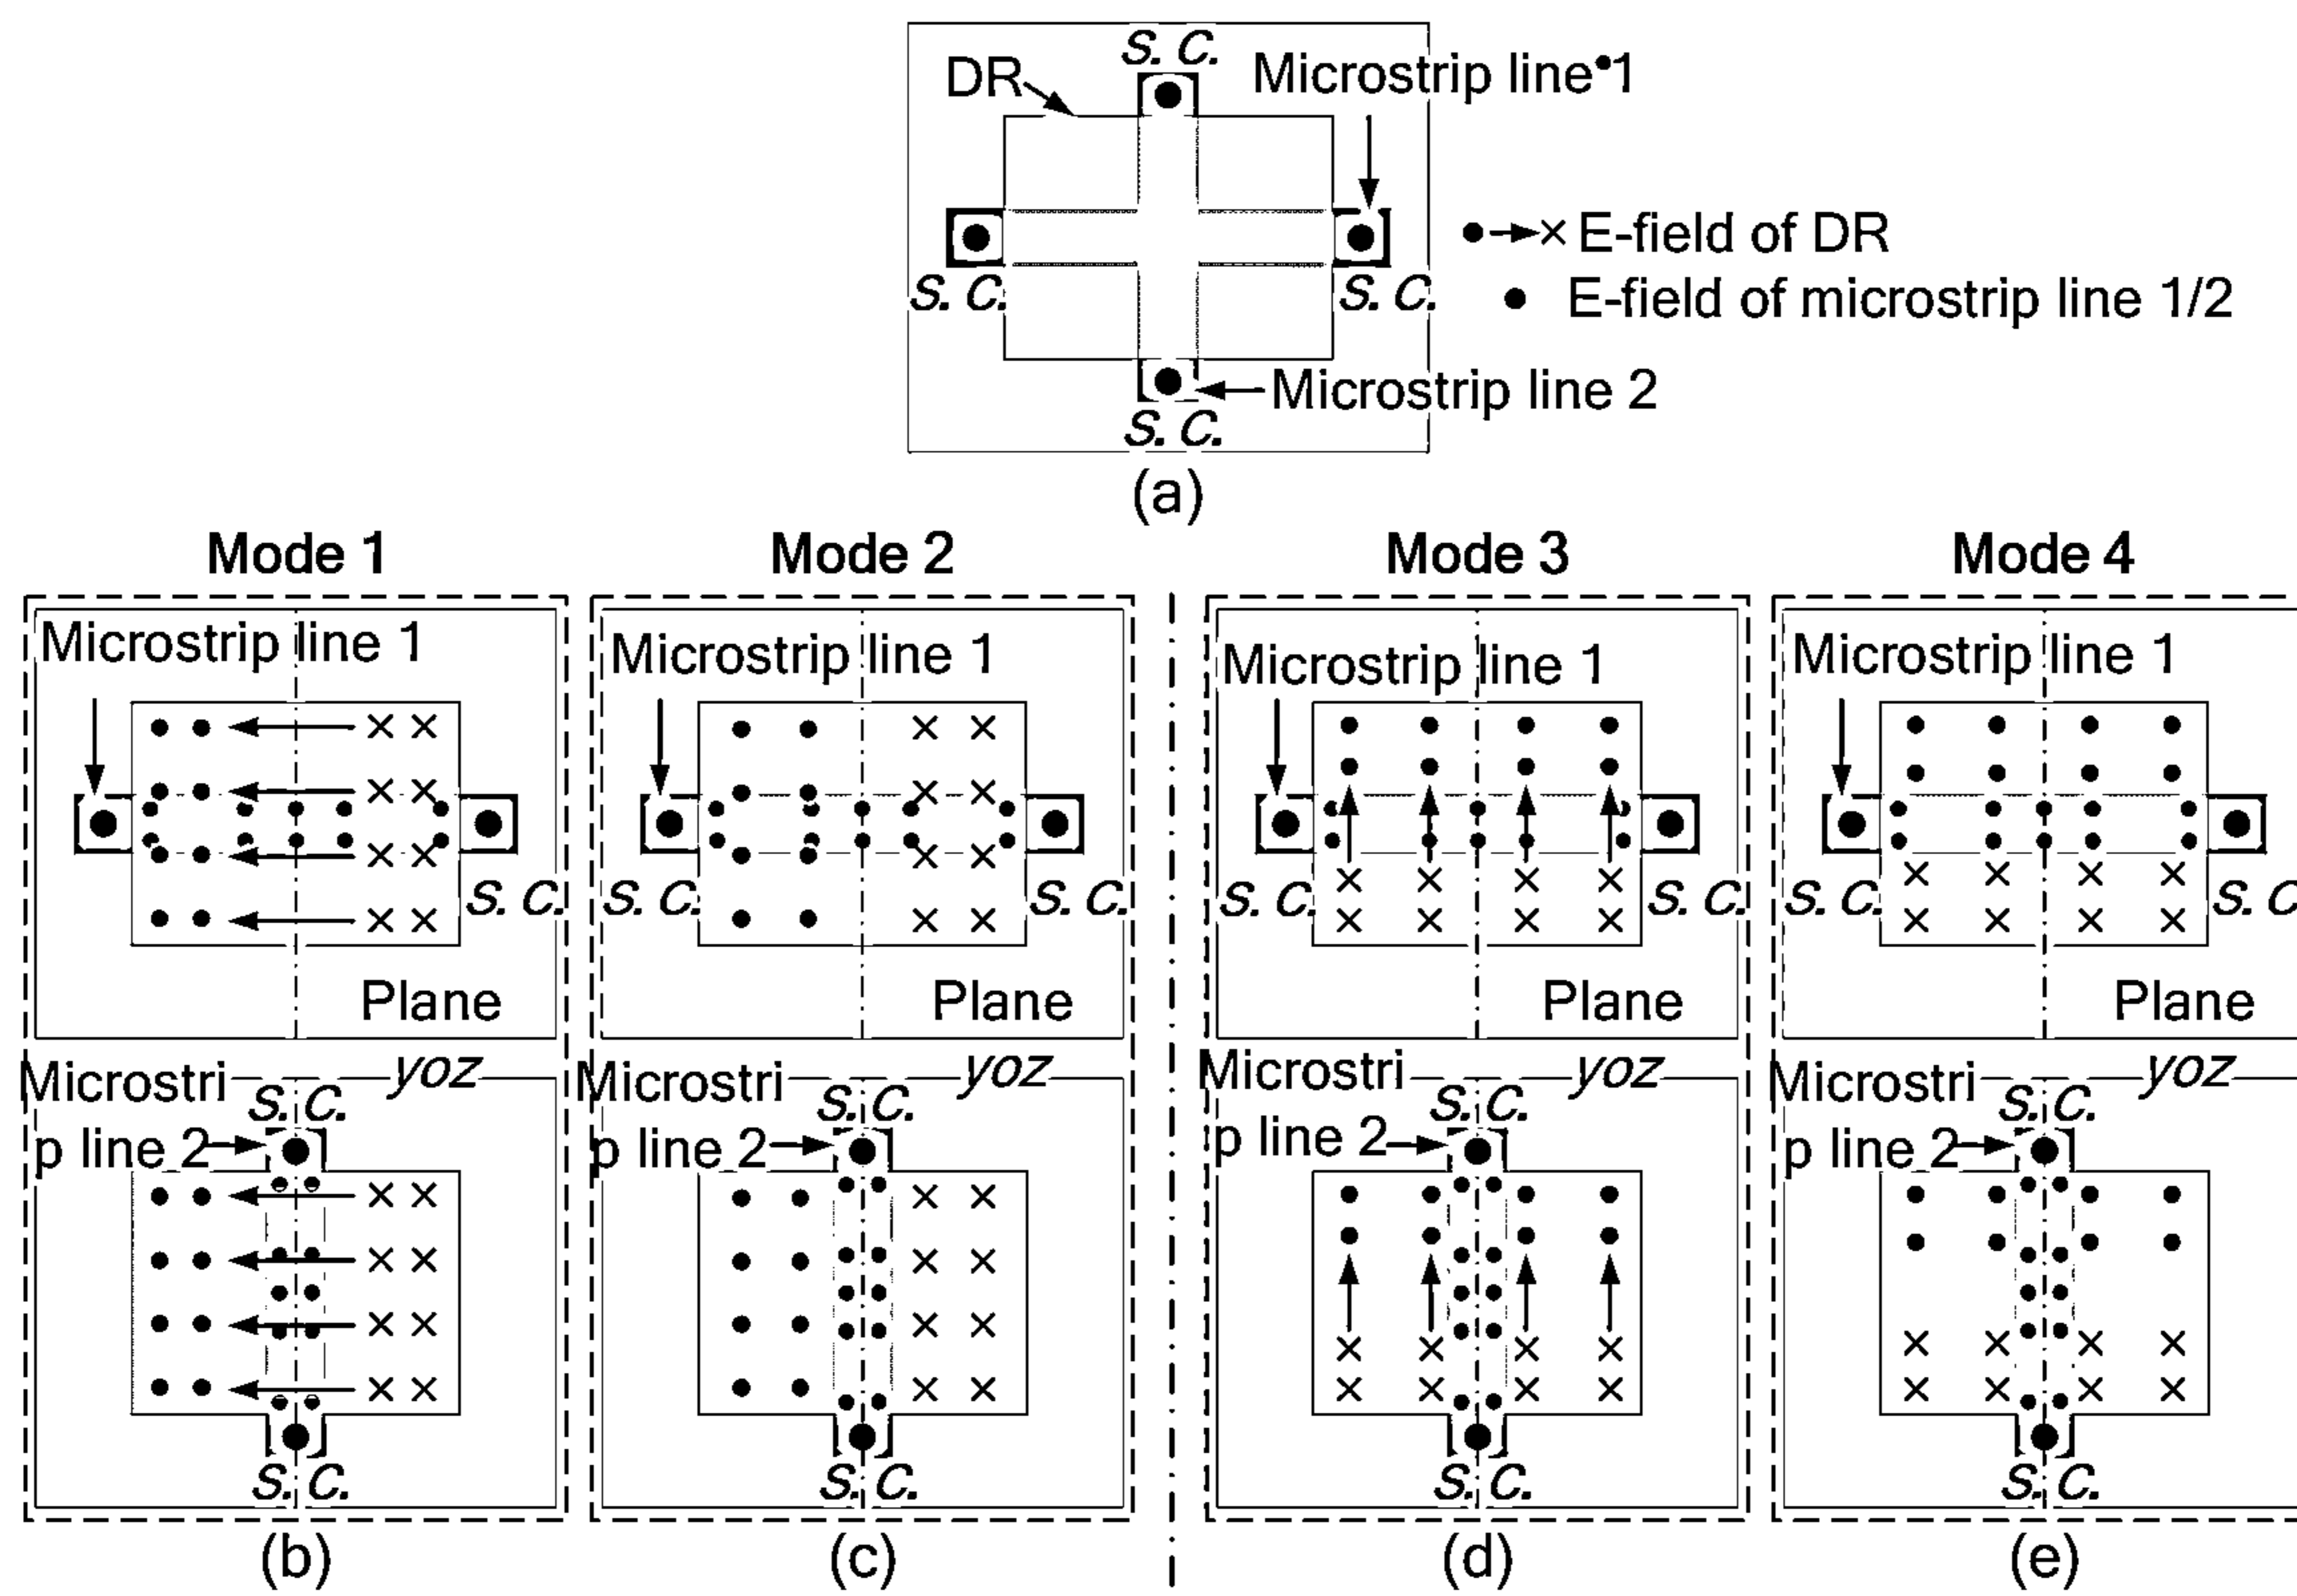 S. C.
DR
Microstrip line 1
S. C.
S. C.
E-field of DR
E-field of microstrip line 1/2
Microstrip line 2
S. C.
(a)
Mode 1
Mode 2
Mode 3
Mode 4
Microstrip line 1
Microstrip line 1
Microstrip line 1
Microstrip line 1
S. C.
S. C.
S. C.
S. C.
S. C.
S. C.
S. C
Plane
Plane
Plane
Plane
Microstri
yoz
Microstri
yoz
Microstri
yoz
Microstri
yoz
S. C.
S. C.
S. C.
S. C.
p line 2
p line 2
p line 2
p line 2
S. C.
S. C.
S. C.
S. C.
(b)
(c)
(d)
(e)